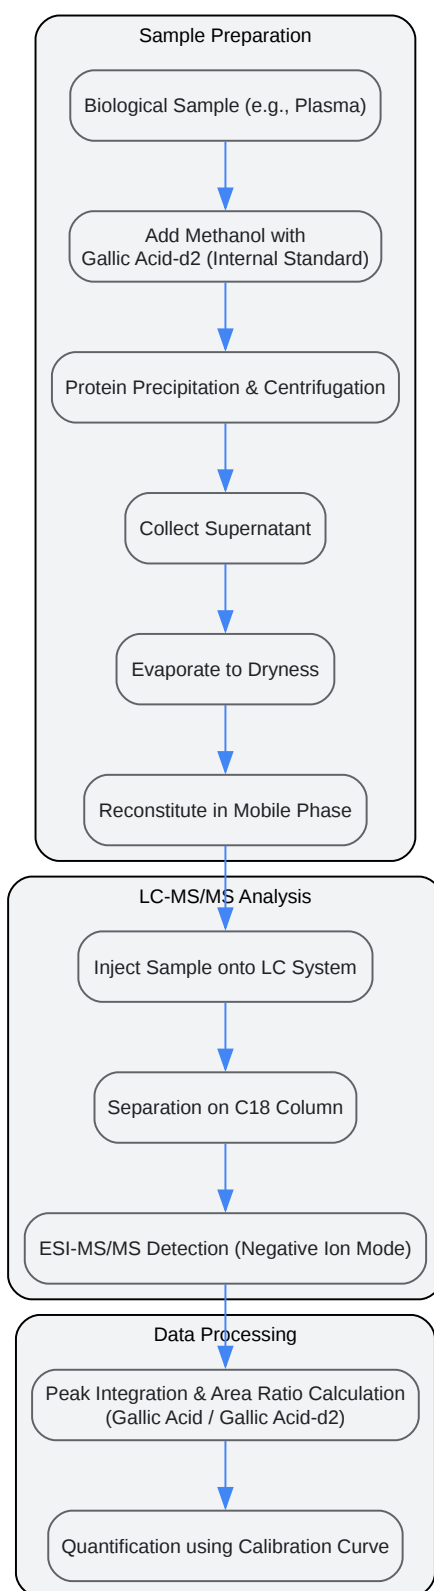 Sample Preparation
Biological Sample (e.g., Plasma)
Add Methanol with
Gallic Acid-d2 (Internal Standard)
Protein Precipitation & Centrifugation
Collect Supernatant
Evaporate to Dryness
Reconstitute in Mobile Phase
LC-MS/MS Analysis
Inject Sample onto LC System
Separation on C18 Column
ESI-MS/MS Detection (Negative Ion Mode)
Data Processing
Peak Integration & Area Ratio Calculation
(Gallic Acid / Gallic Acid-d2)
Quantification using Calibration Curve